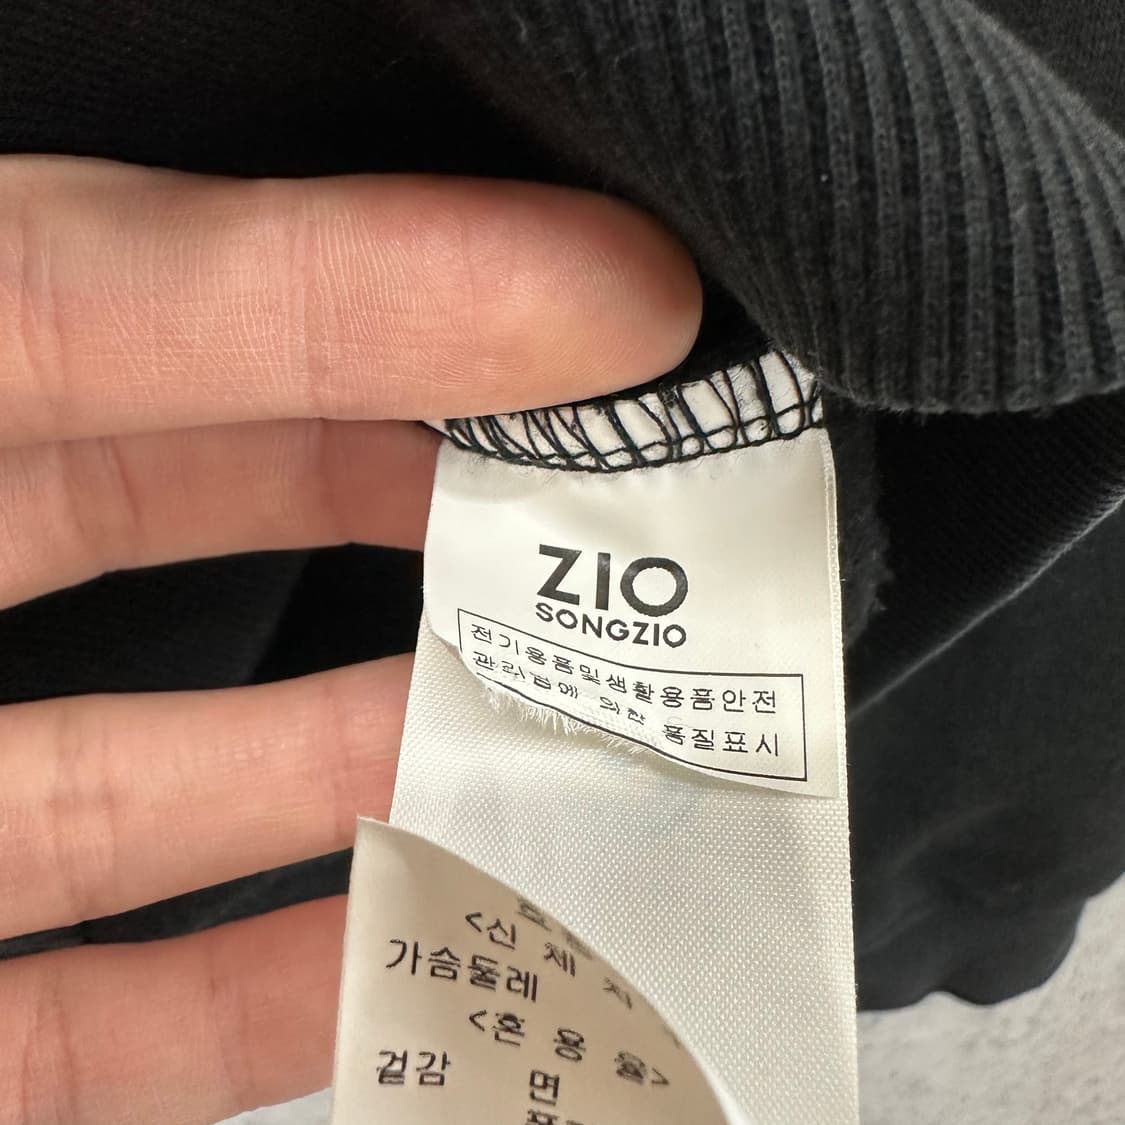 ZIO
SONGZIO
전기용품및생활용품안전
관리법에 의한 품질표시
<신 체 치
가슴둘레
<혼 용 율>
겉감 면